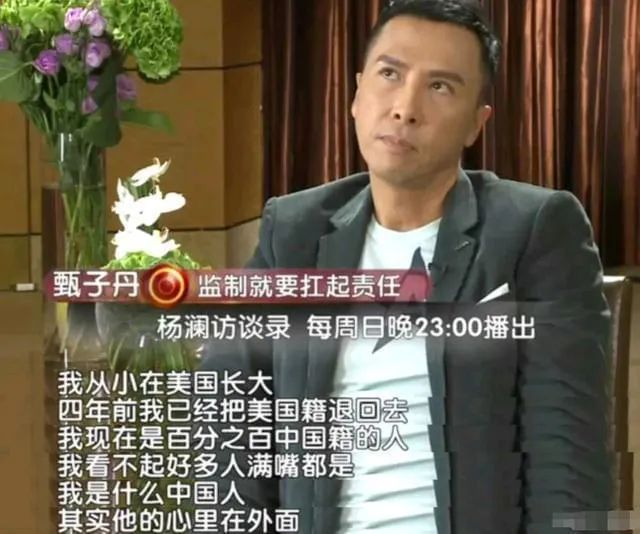 甄子丹 监制就要扛起责任
杨澜访谈录 每周日晚23:00播出
我从小在美国长大
四年前我已经把美国籍退回去
我现在是百分之百中国籍的人
我看不起好多人满嘴都是
我是什么中国人
其实他的心里在外面